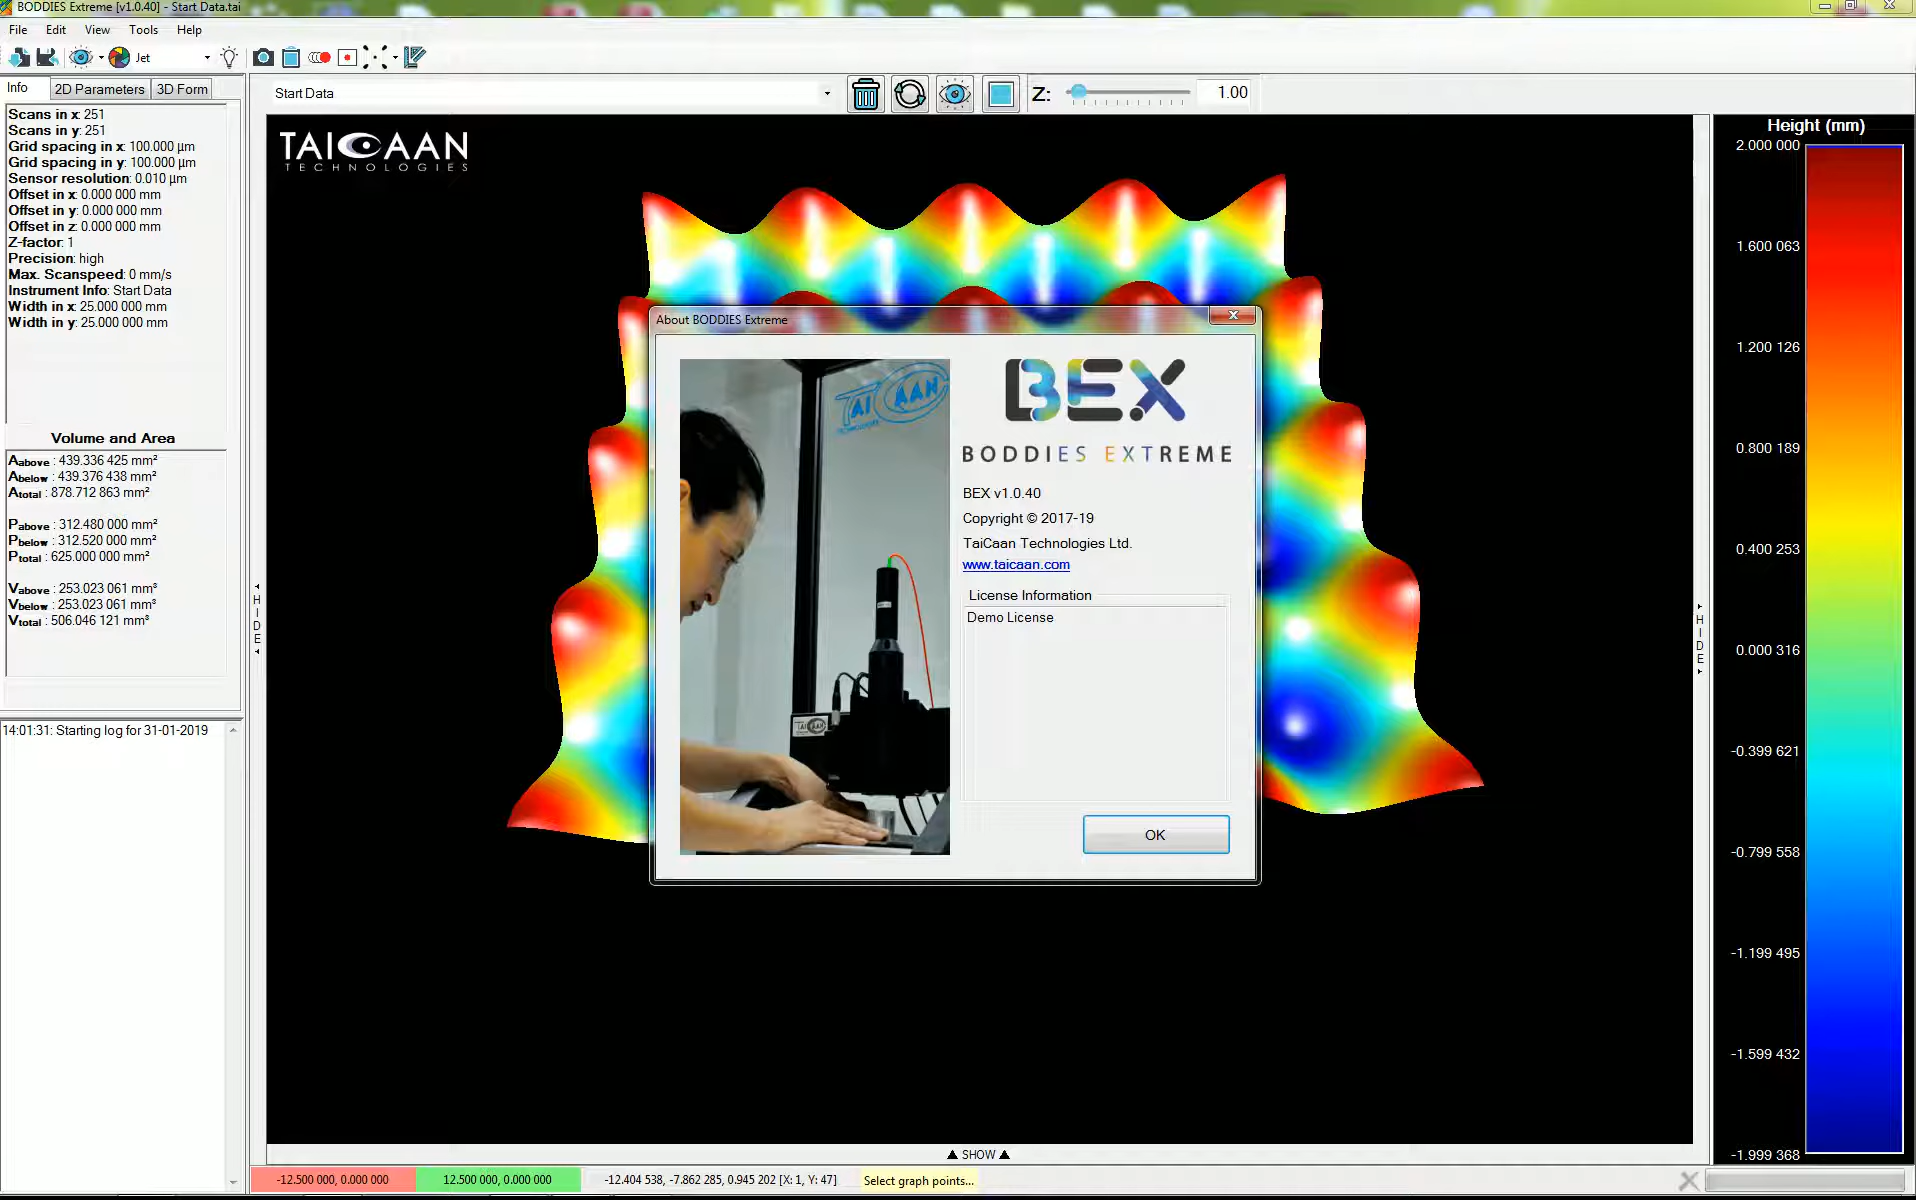 BODDIES Extreme [v1.0.40] - Start Data.tai
File Edit View Tools Help
Jet
Info 2D Parameters 3D Form
Start Data
Z: 1.00
Scans in x: 251
Scans in y: 251
Grid spacing in x: 100.000 µm
Grid spacing in y: 100.000 µm
Sensor resolution: 0.010 µm
Offset in x: 0.000 000 mm
Offset in y: 0.000 000 mm
Offset in z: 0.000 000 mm
Z-factor: 1
Precision: high
Max. Scanspeed: 0 mm/s
Instrument Info: Start Data
Width in x: 25.000 000 mm
Width in y: 25.000 000 mm
Volume and Area
Aabove : 439.336 425 mm²
Abelow : 439.376 438 mm²
Atotal : 878.712 863 mm²
Pabove : 312.480 000 mm²
Pbelow : 312.520 000 mm²
Ptotal : 625.000 000 mm²
Vabove : 253.023 061 mm³
Vbelow : 253.023 061 mm³
Vtotal : 506.046 121 mm³
14:01:31: Starting log for 31-01-2019
HIDE
TAICAAN
TECHNOLOGIES
About BODDIES Extreme
TAICAAN
TECHNOLOGIES
TAICAAN
BEX
BODDIES EXTREME
BEX v1.0.40
Copyright © 2017-19
TaiCaan Technologies Ltd.
www.taicaan.com
License Information
Demo License
OK
HIDE
Height (mm)
2.000 000
1.600 063
1.200 126
0.800 189
0.400 253
0.000 316
-0.399 621
-0.799 558
-1.199 495
-1.599 432
-1.999 368
▲ SHOW ▲
-12.500 000, 0.000 000
12.500 000, 0.000 000
-12.404 538, -7.862 285, 0.945 202 [X: 1, Y: 47]
Select graph points...